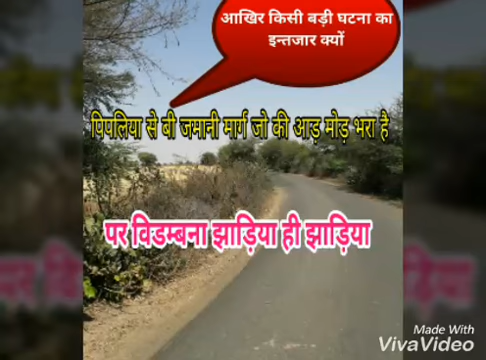 आखिर किसी बड़ी घटना का
इन्तजार क्यों
पिपलिया से बी जमानी मार्ग जो की आड़ मोड़ भरा है
पर विडम्बना झाड़िया ही झाड़िया
Made With
VivaVideo